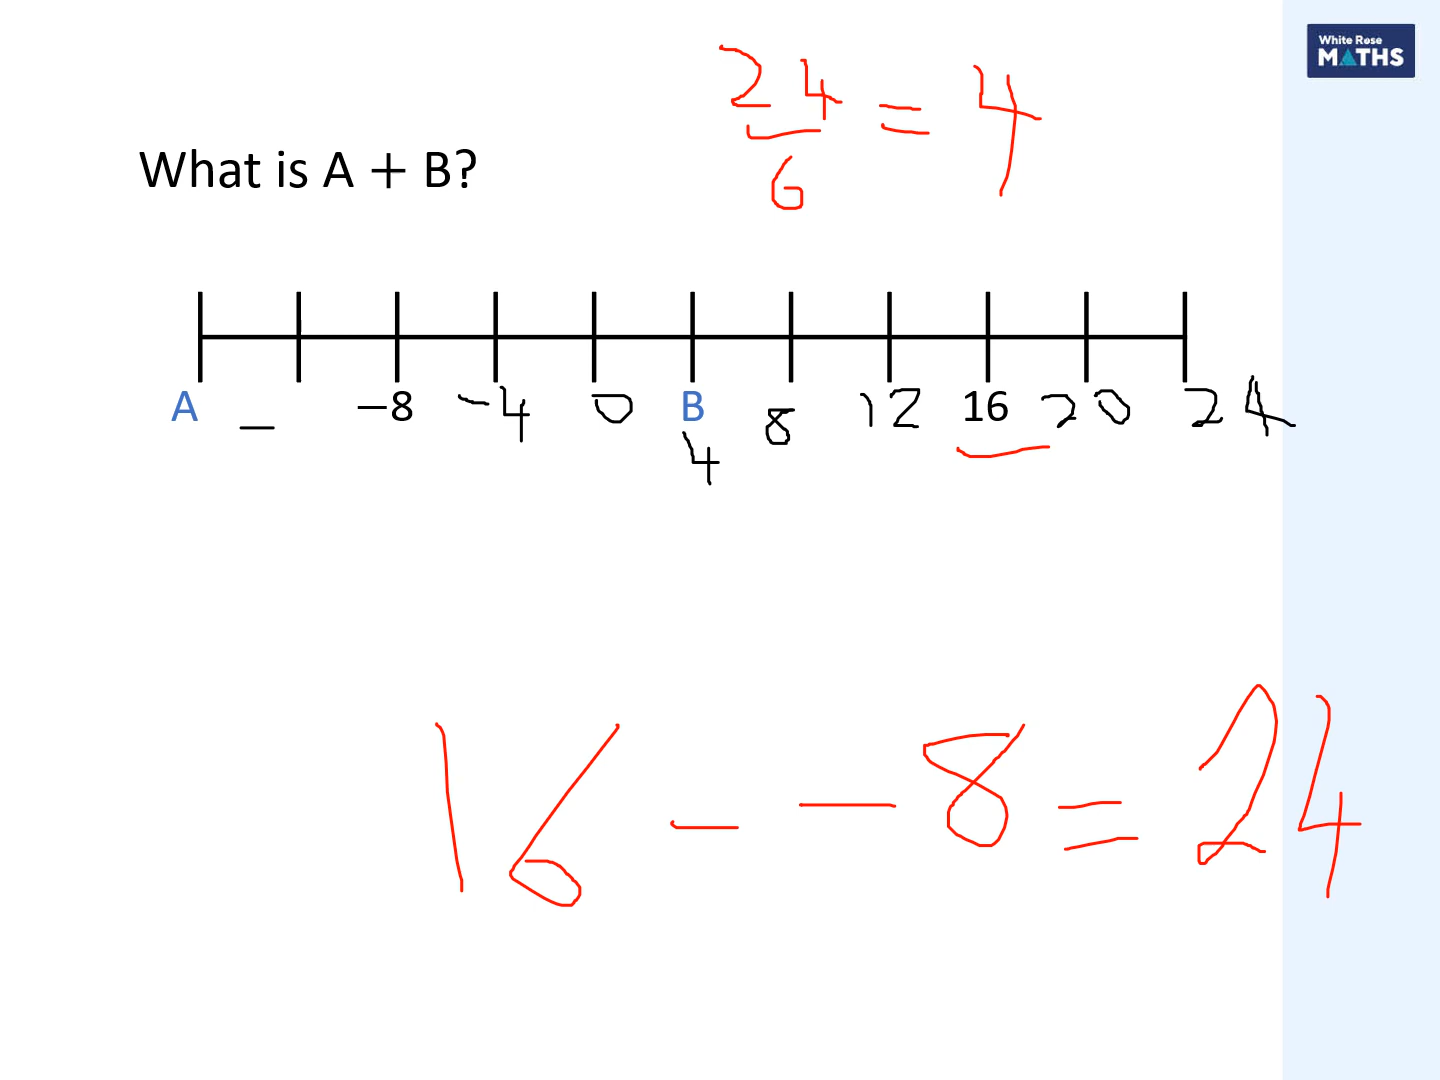 White Rose
MATHS
24/6 = 4
What is A + B?
A _ −8 -4 0 B 8 12 16 20 24
4
16 - - 8 = 24